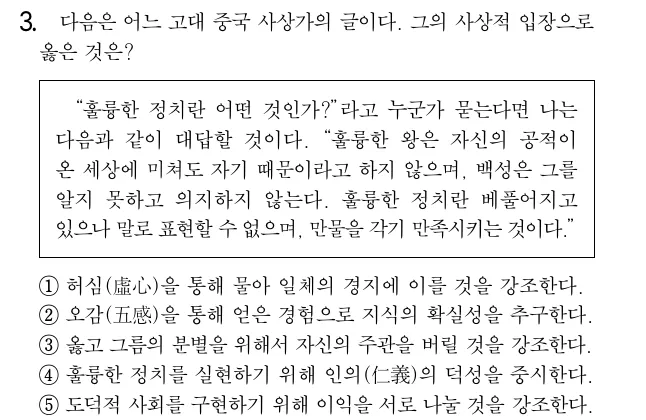 3. 다음은 어느 고대 중국 사상가의 글이다. 그의 사상적 입장으로
옳은 것은?
“훌륭한 정치란 어떤 것인가?”라고 누군가 묻는다면 나는
다음과 같이 대답할 것이다. “훌륭한 왕은 자신의 공적이
온 세상에 미쳐도 자기 때문이라고 하지 않으며, 백성은 그를
알지 못하고 의지하지 않는다. 훌륭한 정치란 베풀어지고
있으나 말로 표현할 수 없으며, 만물을 각기 만족시키는 것이다.”
① 허심(虛心)을 통해 물아 일체의 경지에 이를 것을 강조한다.
② 오감(五感)을 통해 얻은 경험으로 지식의 확실성을 추구한다.
③ 옳고 그름의 분별을 위해서 자신의 주관을 버릴 것을 강조한다.
④ 훌륭한 정치를 실현하기 위해 인의(仁義)의 덕성을 중시한다.
⑤ 도덕적 사회를 구현하기 위해 이익을 서로 나눌 것을 강조한다.